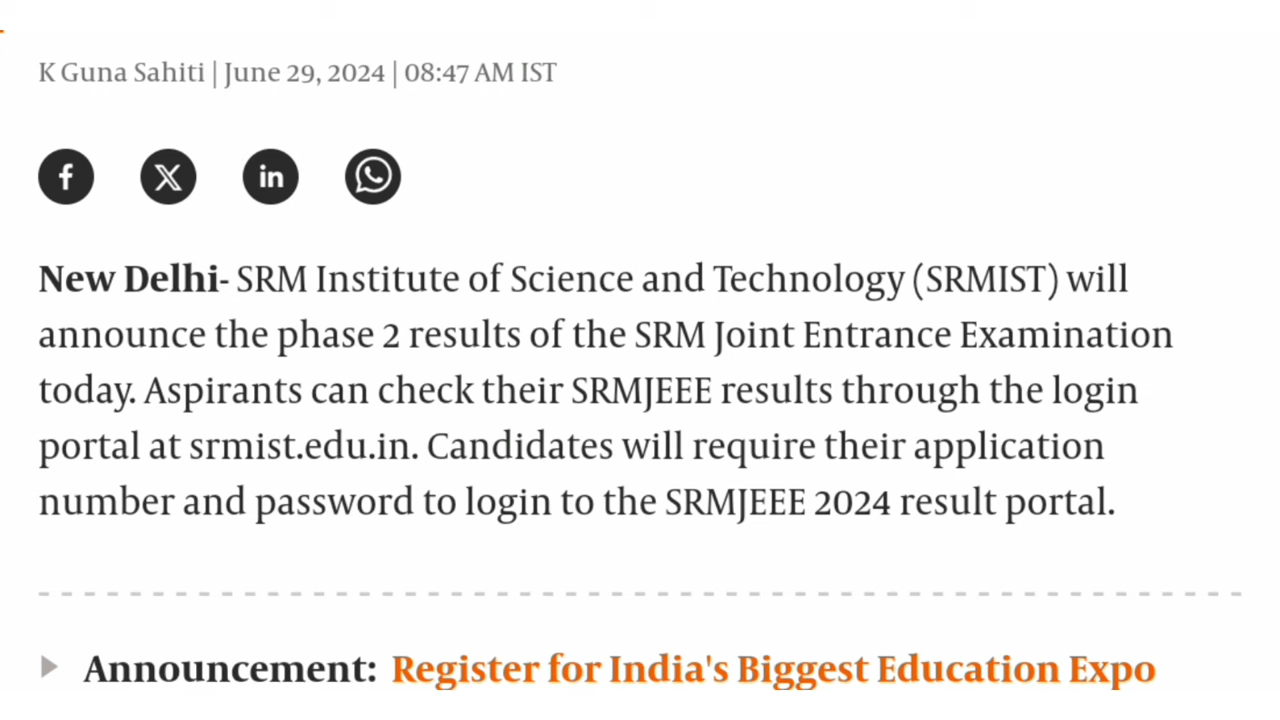 K Guna Sahiti | June 29, 2024 | 08:47 AM IST
New Delhi- SRM Institute of Science and Technology (SRMIST) will
announce the phase 2 results of the SRM Joint Entrance Examination
today. Aspirants can check their SRMJEEE results through the login
portal at srmist.edu.in. Candidates will require their application
number and password to login to the SRMJEEE 2024 result portal.
Announcement: Register for India's Biggest Education Expo